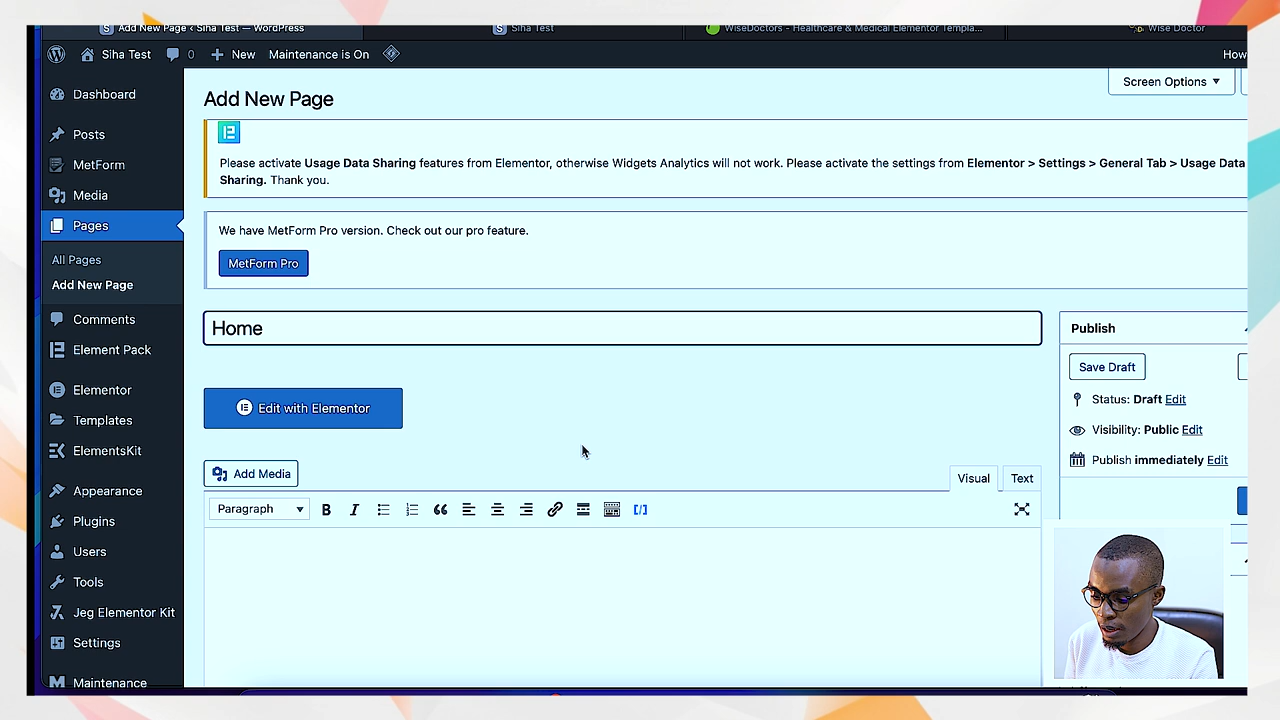 Add New Page ‹ Siha Test — WordPress
Siha Test
WiseDoctors - Healthcare & Medical Elementor Templa...
Wise Doctor
Siha Test
0
New
Maintenance is On
How
Dashboard
Posts
MetForm
Media
Pages
All Pages
Add New Page
Comments
Element Pack
Elementor
Templates
ElementsKit
Appearance
Plugins
Users
Tools
Jeg Elementor Kit
Settings
Maintenance
Screen Options
Add New Page
Please activate Usage Data Sharing features from Elementor, otherwise Widgets Analytics will not work. Please activate the settings from Elementor > Settings > General Tab > Usage Data
Sharing. Thank you.
We have MetForm Pro version. Check out our pro feature.
MetForm Pro
Home
Edit with Elementor
Add Media
Visual
Text
Paragraph
B
I
Publish
Save Draft
Status: Draft Edit
Visibility: Public Edit
Publish immediately Edit